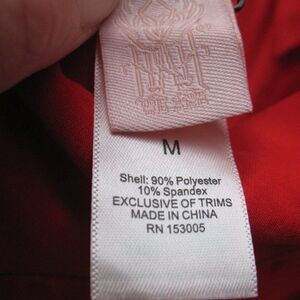 M
Shell: 90% Polyester
10% Spandex
EXCLUSIVE OF TRIMS
MADE IN CHINA
RN 153005